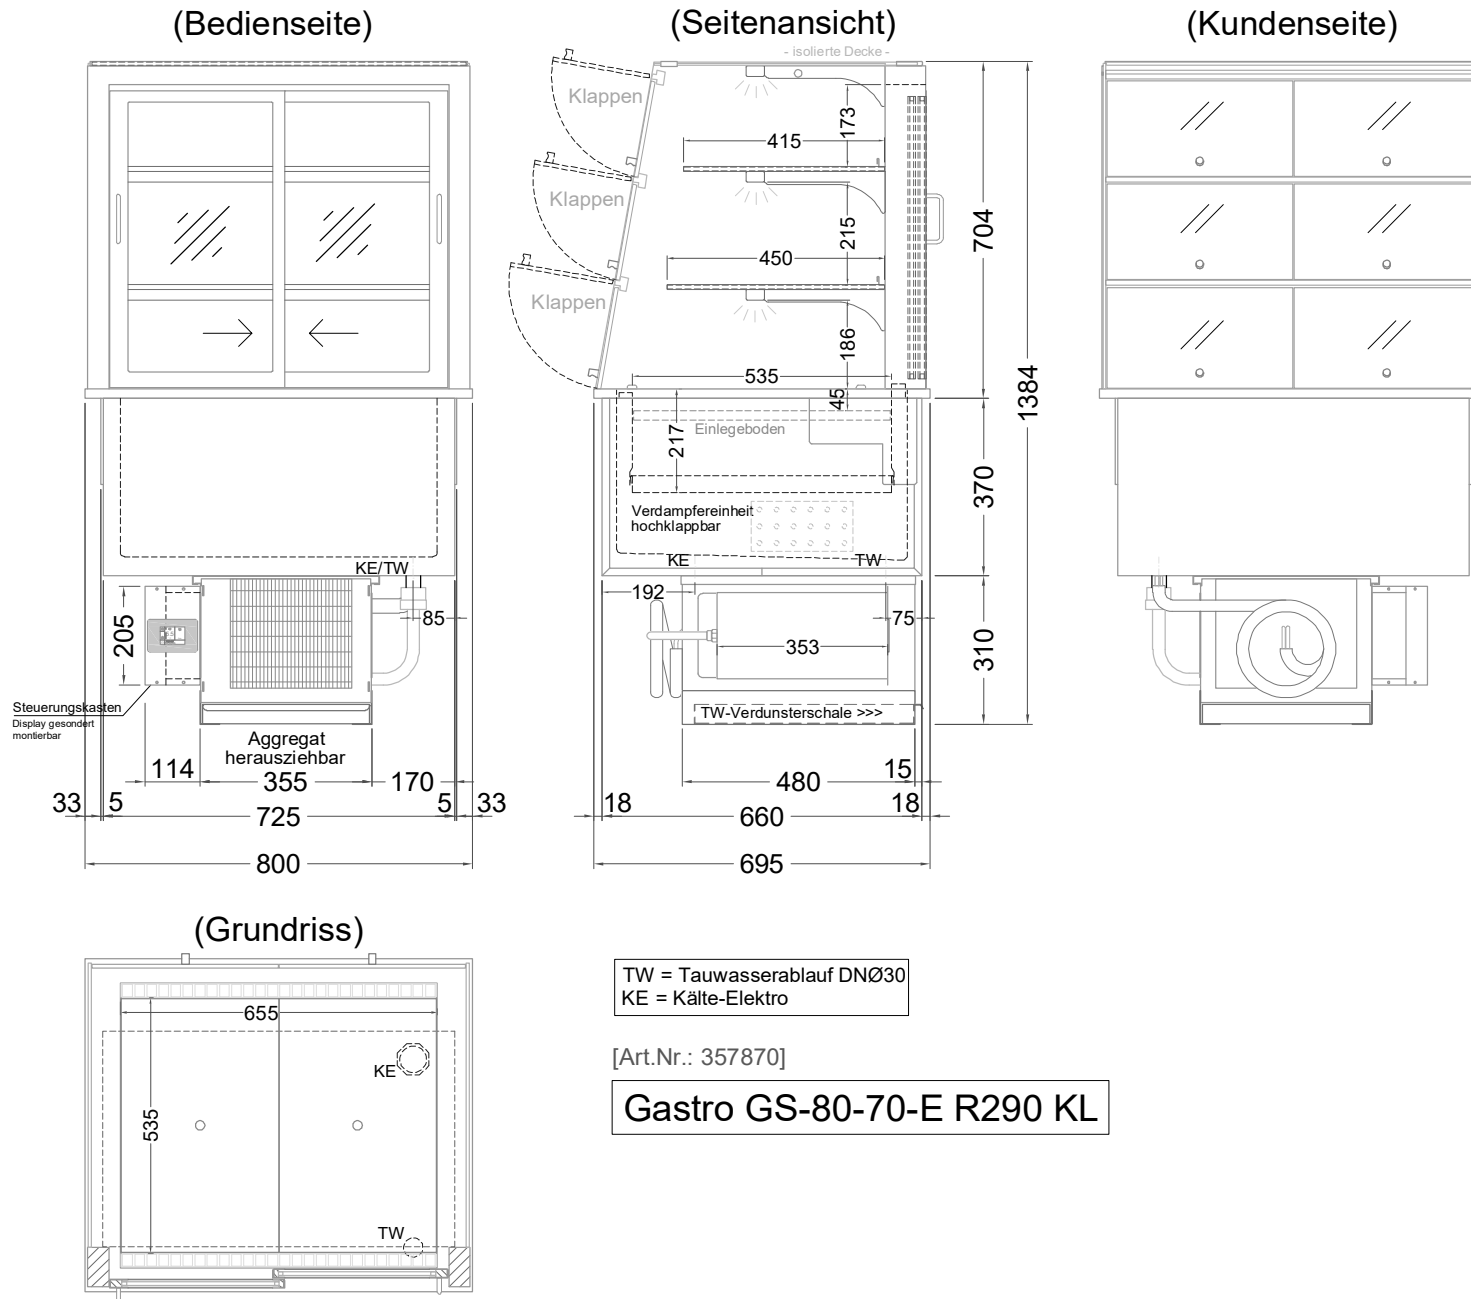 (Bedienseite)
(Seitenansicht)
(Kundenseite)
- isolierte Decke -
Klappen
Klappen
Klappen
173
415
215
450
186
535
45
217
Einlegeboden
Verdampfereinheit
hochklappbar
KE
TW
704
1384
370
310
192
75
353
TW-Verdunsterschale >>>
480
15
18
660
18
695
KE/TW
85
205
Steuerungskasten
Display gesondert
montierbar
Aggregat
herausziehbar
114
355
170
33
5
725
5
33
800
(Grundriss)
655
535
KE
TW
TW = Tauwasserablauf DNØ30
KE = Kälte-Elektro
[Art.Nr.: 357870]
Gastro GS-80-70-E R290 KL